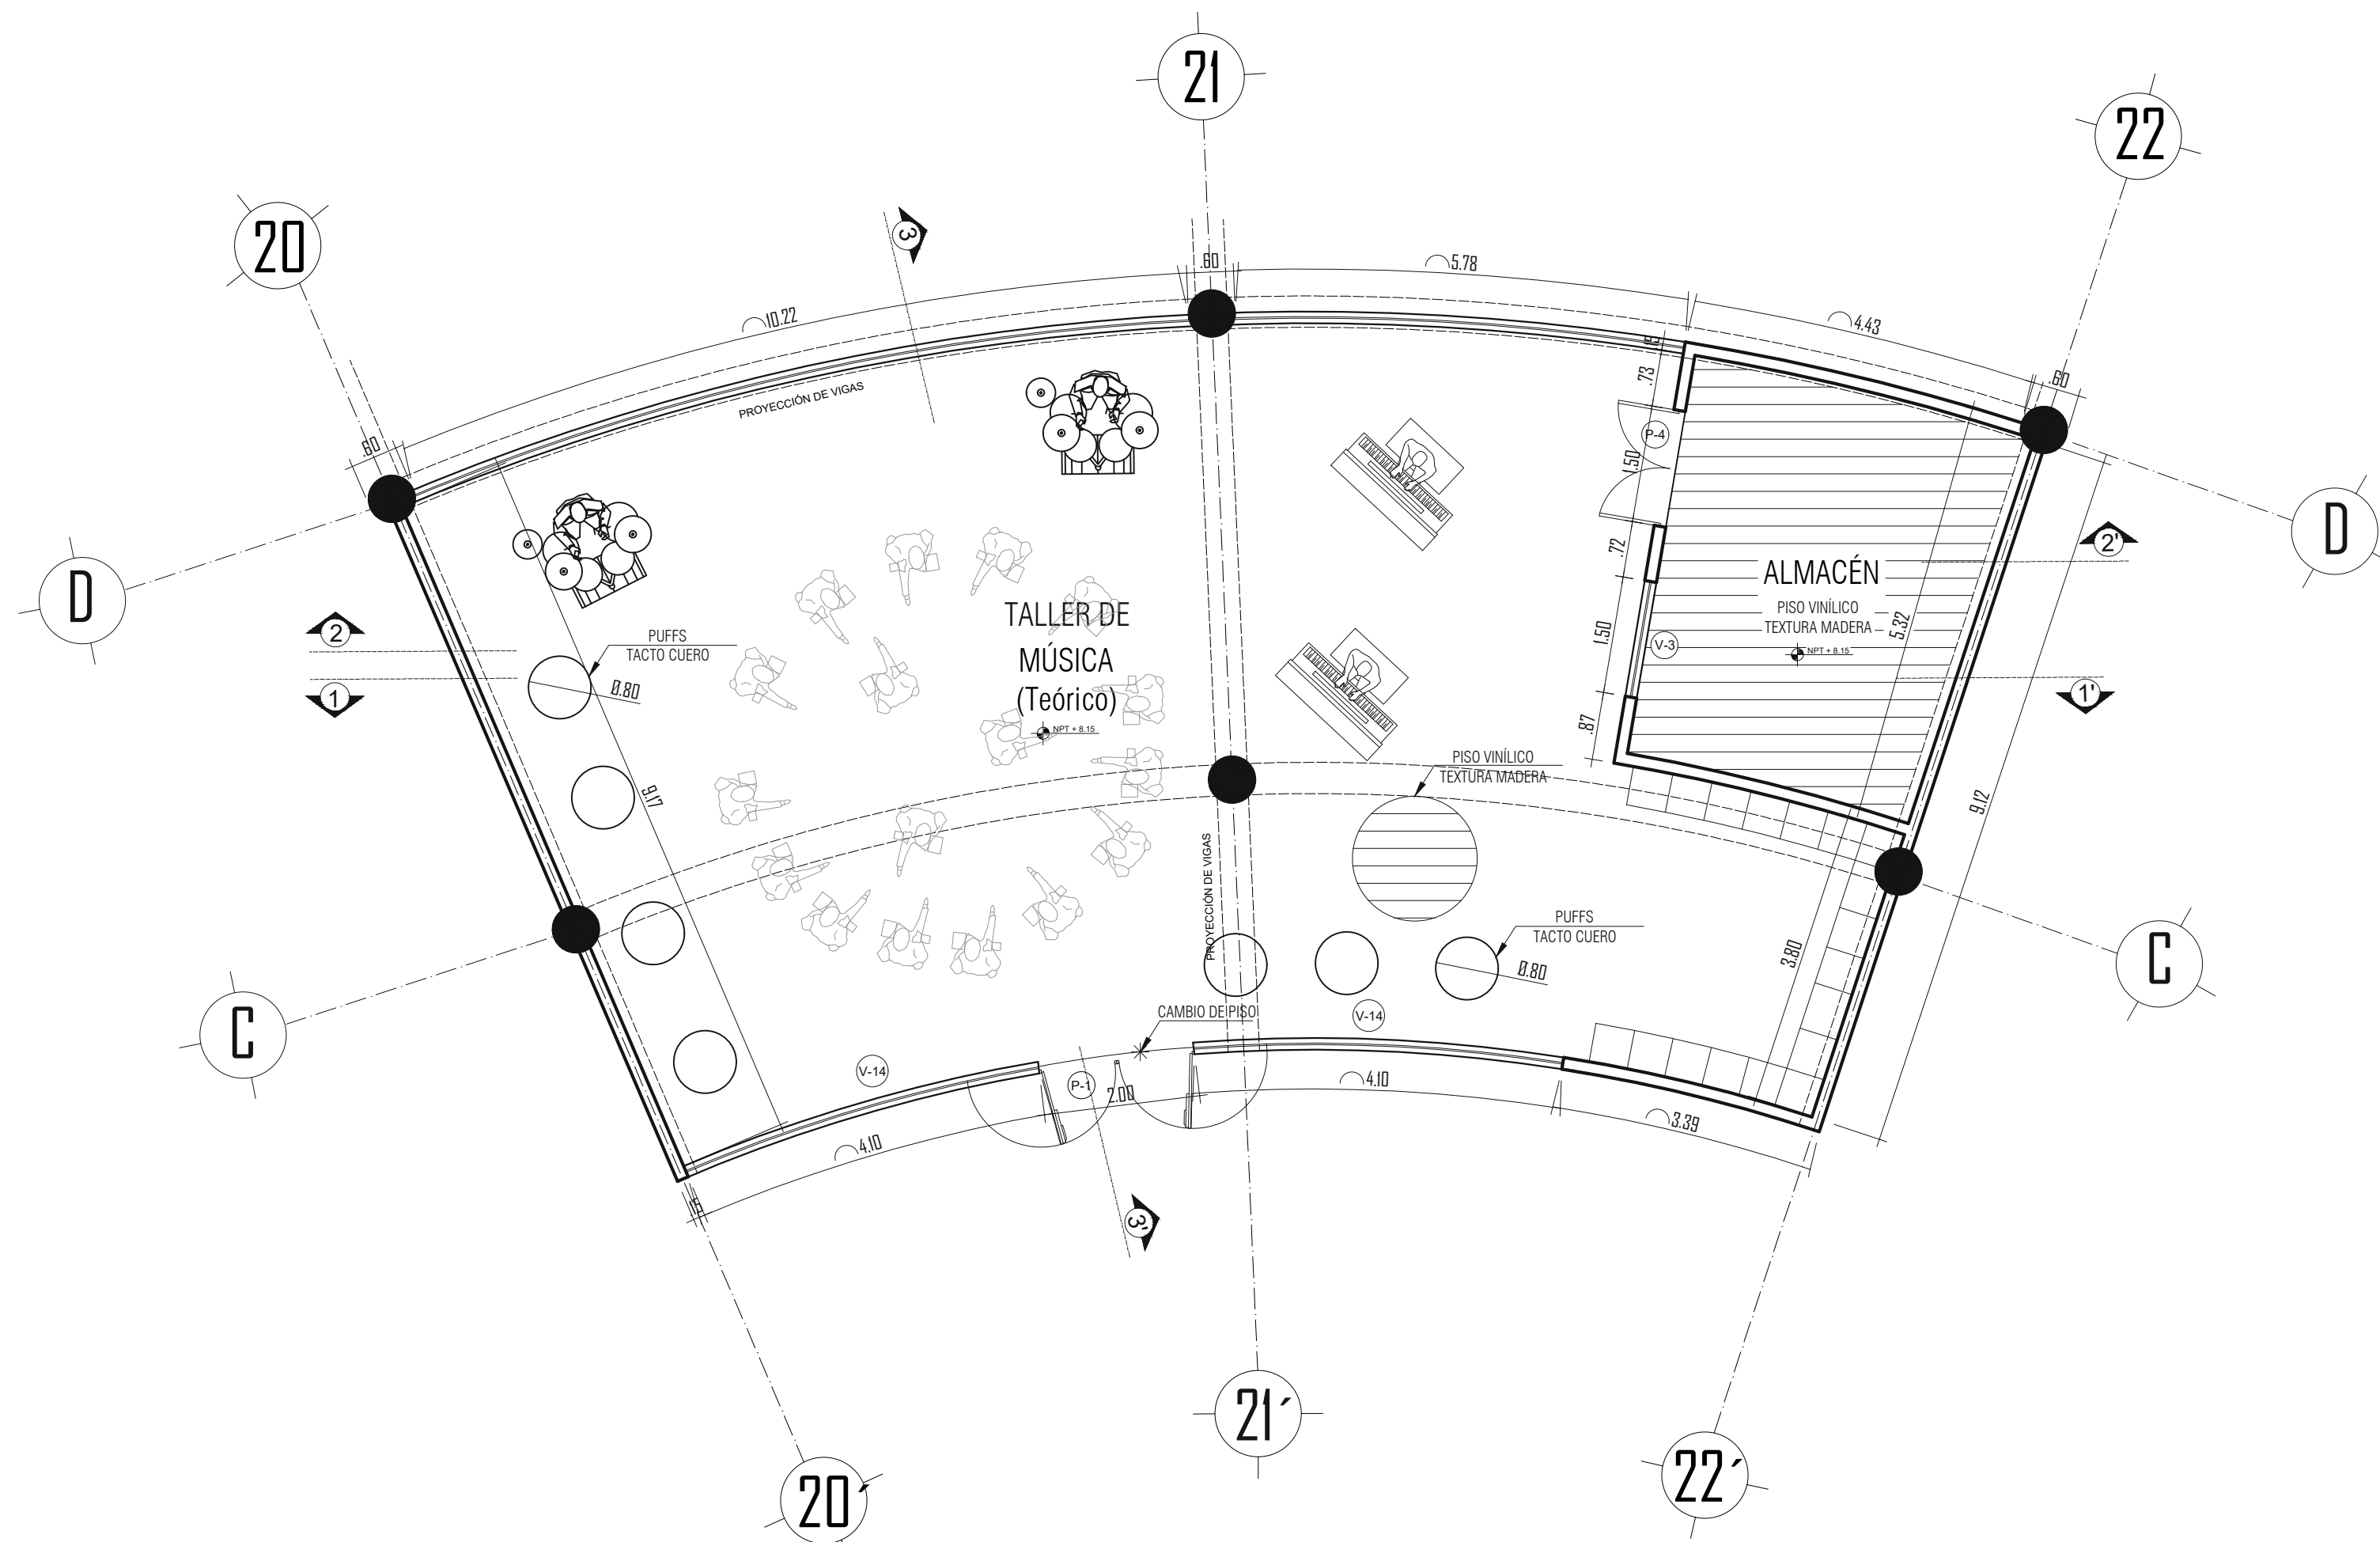 21
22
20
3
.60
5.78
10.22
4.43
.60
.60
PROYECCIÓN DE VIGAS
.15
.73
P-4
1.50
D
D
2'
.72
ALMACÉN
PISO VINÍLICO
TEXTURA MADERA
5.32
NPT + 8.15
TALLER DE
MÚSICA
(Teórico)
NPT + 8.15
2
1
PUFFS
TACTO CUERO
Ø.80
1.50
V-3
1'
.87
PISO VINÍLICO
TEXTURA MADERA
9.17
9.12
PROYECCIÓN DE VIGAS
PUFFS
TACTO CUERO
Ø.80
3.80
C
C
CAMBIO DE PISO
V-14
V-14
P-1
2.00
4.10
4.10
3.39
.15
3'
21´
22´
20´